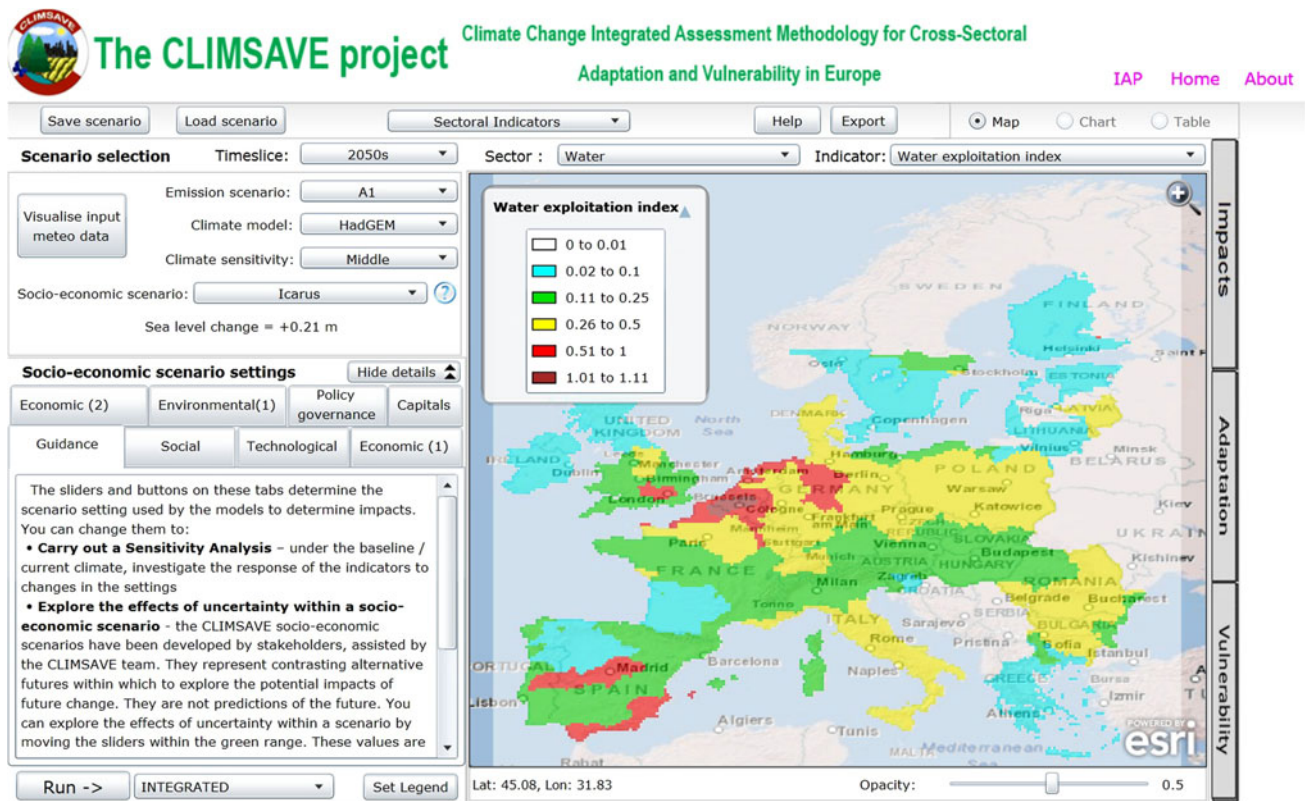 CLIMSAVE
The CLIMSAVE project
Climate Change Integrated Assessment Methodology for Cross-Sectoral
Adaptation and Vulnerability in Europe
IAP Home About
Save scenario Load scenario Sectoral Indicators Help Export Map Chart Table
Scenario selection Timeslice: 2050s Sector : Water Indicator: Water exploitation index
Visualise input
meteo data
Emission scenario: A1
Climate model: HadGEM
Climate sensitivity: Middle
Socio-economic scenario: Icarus ?
Sea level change = +0.21 m
Socio-economic scenario settings Hide details
Economic (2) Environmental(1) Policy governance Capitals
Guidance Social Technological Economic (1)
The sliders and buttons on these tabs determine the
scenario setting used by the models to determine impacts.
You can change them to:
• Carry out a Sensitivity Analysis – under the baseline /
current climate, investigate the response of the indicators to
changes in the settings
• Explore the effects of uncertainty within a socio-
economic scenario - the CLIMSAVE socio-economic
scenarios have been developed by stakeholders, assisted by
the CLIMSAVE team. They represent contrasting alternative
futures within which to explore the potential impacts of
future change. They are not predictions of the future. You
can explore the effects of uncertainty within a scenario by
moving the sliders within the green range. These values are
Run -> INTEGRATED Set Legend
Water exploitation index
0 to 0.01
0.02 to 0.1
0.11 to 0.25
0.26 to 0.5
0.51 to 1
1.01 to 1.11
SWEDEN
FINLAND
NORWAY
Helsinki
Oslo
Stockholm
ESTONIA
Riga LATVIA
UNITED
KINGDOM
North
Sea
DENMARK
Copenhagen
LITHUANIA
Vilnius
Minsk
BELARUS
IRELAND
Dublin
Leeds
Manchester
Birmingham
London
Amsterdam
Hamburg
Berlin
POLAND
Warsaw
Brussels
Cologne
GERMANY
Frankfurt
am Main
Prague
Katowice
Kiev
Paris
Mannheim
Stuttgart
Munich
Vienna
SLOVAKIA
UKRA
FRANCE
AUSTRIA
Budapest
HUNGARY
Kishinev
Milan
Zagreb
CROATIA
ROMANIA
Torino
Belgrade
Bucharest
SERBIA
ITALY
Sarajevo
BULGARIA
Pristina
Sofia
Istanbul
Rome
Barcelona
Naples
PORTUGAL
Madrid
SPAIN
Lisbon
GREECE
Bursa
Izmir
Athens
Algiers
Tunis
MALTA
Mediterranean
Sea
Rabat
POWERED BY
esri
Lat: 45.08, Lon: 31.83 Opacity: 0.5
Impacts
Adaptation
Vulnerability